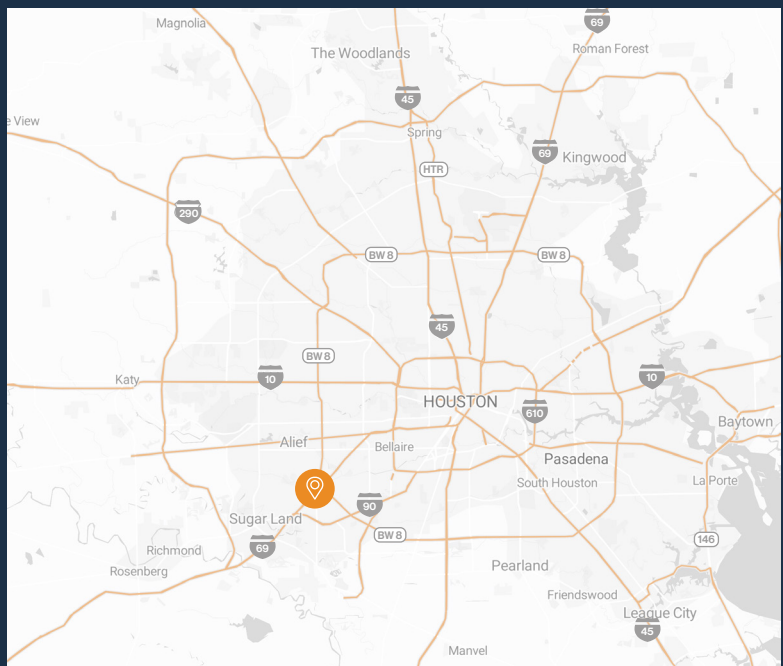 Magnolia
69
The Woodlands
Roman Forest
45
e View
Spring
69
Kingwood
HTR
290
BW 8
BW 8
45
BW 8
Katy
10
10
HOUSTON
610
Baytown
Alief
Bellaire
Pasadena
South Houston
La Porte
90
Sugar Land
BW 8
146
69
Richmond
Rosenberg
Pearland
Friendswood
League City
45
Manvel